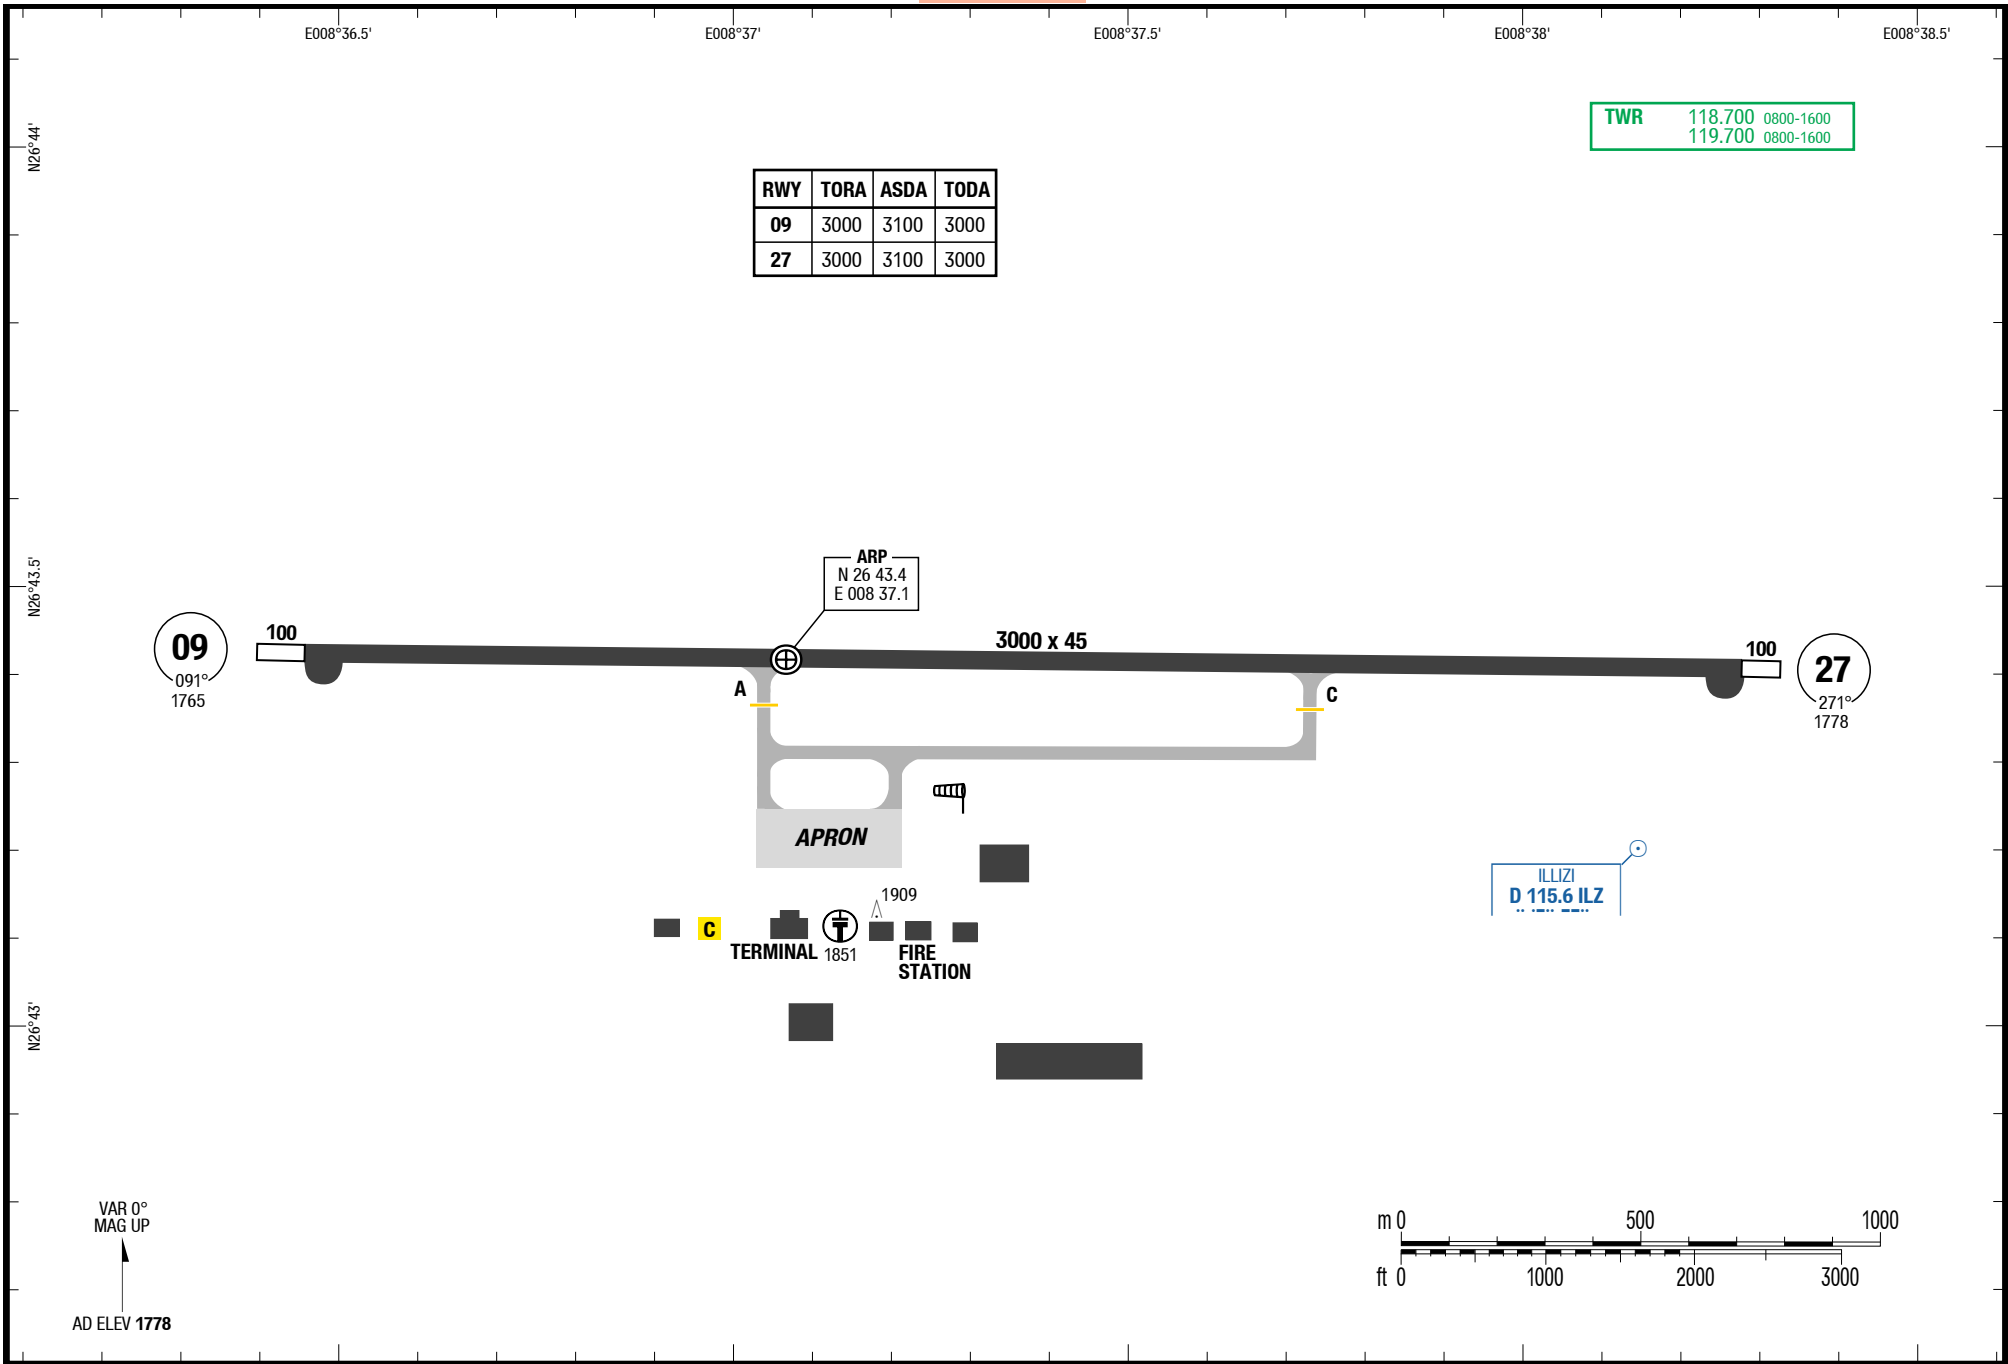 E008°36.5' E008°37' E008°37.5' E008°38' E008°38.5'
N26°44'
TWR 118.700 0800-1600
119.700 0800-1600
RWY TORA ASDA TODA
09 3000 3100 3000
27 3000 3100 3000
N26°43.5'
ARP
N 26 43.4
E 008 37.1
09
091°
1765
100
3000 x 45
100
27
271°
1778
A
C
APRON
ILLIZI
D 115.6 ILZ
1909
C
TERMINAL
1851
FIRE
STATION
N26°43'
VAR 0°
MAG UP
AD ELEV 1778
m 0 500 1000
ft 0 1000 2000 3000